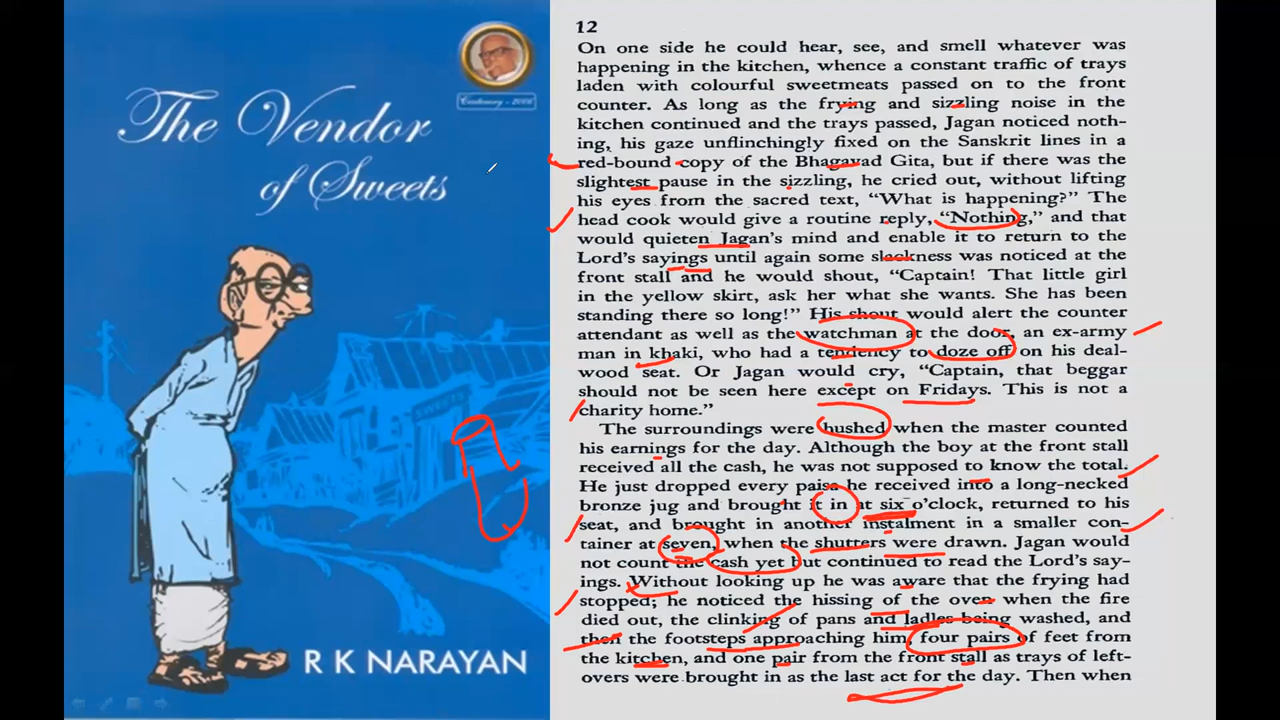 The Vendor
of Sweets
Centenary - 2006
R K NARAYAN
12
On one side he could hear, see, and smell whatever was
happening in the kitchen, whence a constant traffic of trays
laden with colourful sweetmeats passed on to the front
counter. As long as the frying and sizzling noise in the
kitchen continued and the trays passed, Jagan noticed noth-
ing, his gaze unflinchingly fixed on the Sanskrit lines in a
red-bound copy of the Bhagavad Gita, but if there was the
slightest pause in the sizzling, he cried out, without lifting
his eyes from the sacred text, “What is happening?” The
head cook would give a routine reply, “Nothing,” and that
would quieten Jagan’s mind and enable it to return to the
Lord’s sayings until again some slackness was noticed at the
front stall and he would shout, “Captain! That little girl
in the yellow skirt, ask her what she wants. She has been
standing there so long!” His shout would alert the counter
attendant as well as the watchman at the door, an ex-army
man in khaki, who had a tendency to doze off on his deal-
wood seat. Or Jagan would cry, “Captain, that beggar
should not be seen here except on Fridays. This is not a
charity home.”
The surroundings were hushed when the master counted
his earnings for the day. Although the boy at the front stall
received all the cash, he was not supposed to know the total.
He just dropped every paisa he received into a long-necked
bronze jug and brought it in at six o’clock, returned to his
seat, and brought in another instalment in a smaller con-
tainer at seven, when the shutters were drawn. Jagan would
not count the cash yet but continued to read the Lord’s say-
ings. Without looking up he was aware that the frying had
stopped; he noticed the hissing of the oven when the fire
died out, the clinking of pans and ladles being washed, and
then the footsteps approaching him, four pairs of feet from
the kitchen, and one pair from the front stall as trays of left-
overs were brought in as the last act for the day. Then when